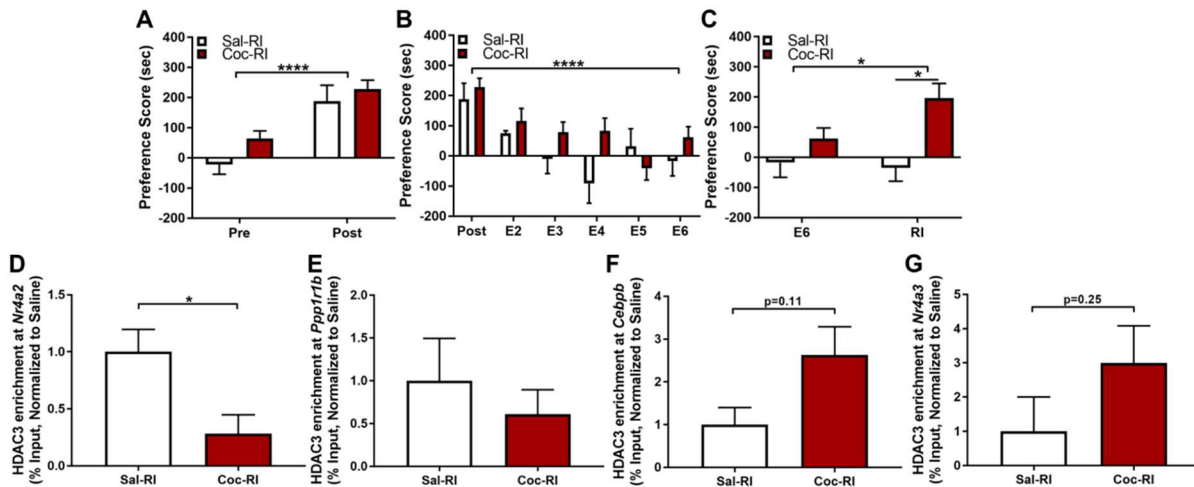 A
Preference Score (sec)
400
300
200
100
0
-100
-200
Sal-RI
Coc-RI
****
Pre
Post
B
Preference Score (sec)
400
300
200
100
0
-100
-200
Sal-RI
Coc-RI
****
Post
E2
E3
E4
E5
E6
C
Preference Score (sec)
400
300
200
100
0
-100
-200
Sal-RI
Coc-RI
*
*
E6
RI
D
HDAC3 enrichment at Nr4a2
(% Input, Normalized to Saline)
1.5
1.0
0.5
0.0
*
Sal-RI
Coc-RI
E
HDAC3 enrichment at Ppp1r1b
(% Input, Normalized to Saline)
2.0
1.5
1.0
0.5
0.0
Sal-RI
Coc-RI
F
HDAC3 enrichment at Cebpb
(% Input, Normalized to Saline)
4
3
2
1
0
p=0.11
Sal-RI
Coc-RI
G
HDAC3 enrichment at Nr4a3
(% Input, Normalized to Saline)
5
4
3
2
1
0
p=0.25
Sal-RI
Coc-RI